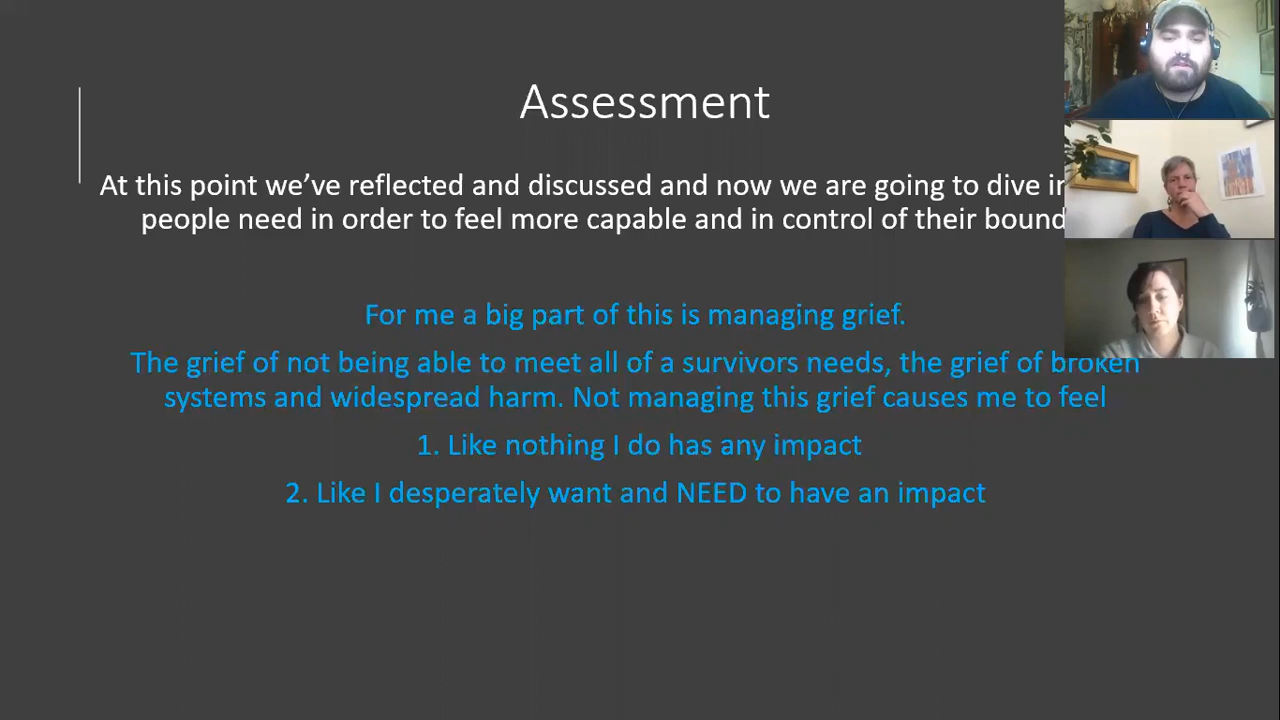 Assessment
At this point we’ve reflected and discussed and now we are going to dive
people need in order to feel more capable and in control of their
For me a big part of this is managing grief.
The grief of not being able to meet all of a survivors needs, the grief of broken
systems and widespread harm. Not managing this grief causes me to feel
1. Like nothing I do has any impact
2. Like I desperately want and NEED to have an impact